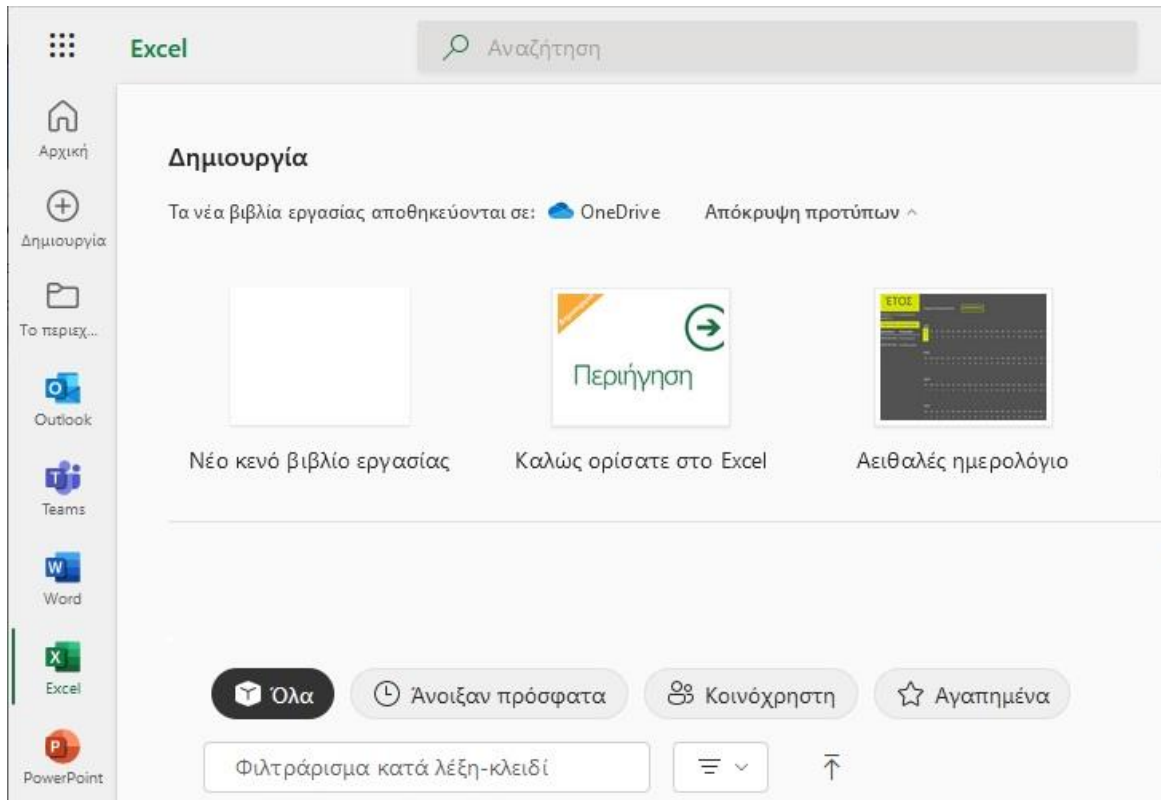 Excel
Αναζήτηση
Αρχική
Δημιουργία
Το περιεχ...
Outlook
Teams
Word
Excel
PowerPoint
Δημιουργία
Τα νέα βιβλία εργασίας αποθηκεύονται σε: OneDrive Απόκρυψη προτύπων
Περιήγηση
ΈΤΟΣ
Νέο κενό βιβλίο εργασίας Καλώς ορίσατε στο Excel Αειθαλές ημερολόγιο
Όλα Άνοιξαν πρόσφατα Κοινόχρηστη Αγαπημένα
Φιλτράρισμα κατά λέξη-κλειδί